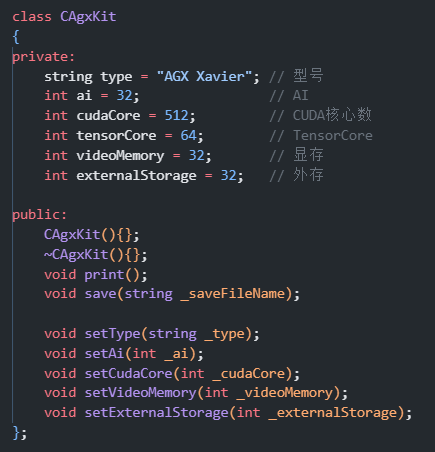 class CAgxKit
{
private:
    string type = "AGX Xavier"; // 型号
    int ai = 32;                // AI
    int cudaCore = 512;         // CUDA核心数
    int tensorCore = 64;        // TensorCore
    int videoMemory = 32;       // 显存
    int externalStorage = 32;   // 外存

public:
    CAgxKit(){};
    ~CAgxKit(){};
    void print();
    void save(string _saveFileName);

    void setType(string _type);
    void setAi(int _ai);
    void setCudaCore(int _cudaCore);
    void setVideoMemory(int _videoMemory);
    void setExternalStorage(int _externalStorage);
};